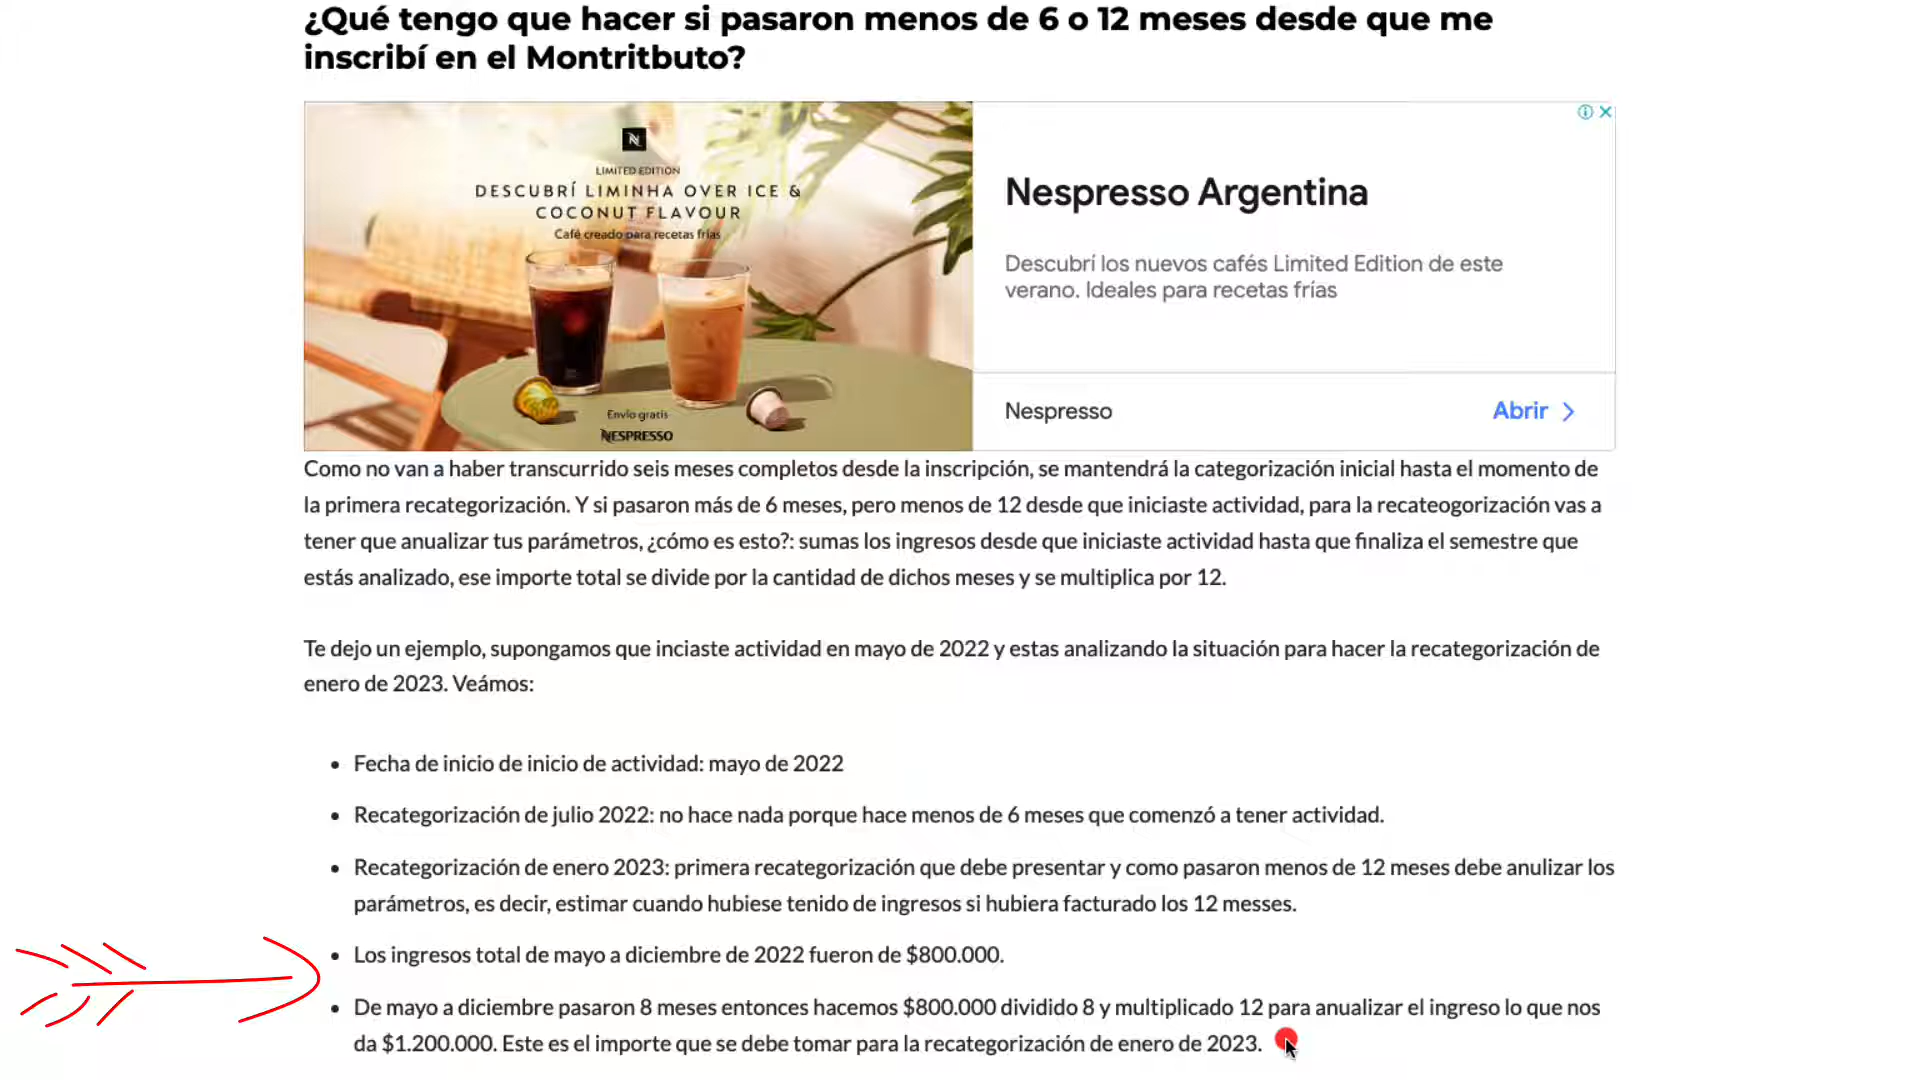 ¿Qué tengo que hacer si pasaron menos de 6 o 12 meses desde que me
inscribí en el Montritbuto?
N
LIMITED EDITION
DESCUBRÍ LIMINHA OVER ICE &
COCONUT FLAVOUR
Café creado para recetas frías
Envío gratis
NESPRESSO
Nespresso Argentina
Descubrí los nuevos cafés Limited Edition de este
verano. Ideales para recetas frías
Nespresso
Abrir
Como no van a haber transcurrido seis meses completos desde la inscripción, se mantendrá la categorización inicial hasta el momento de
la primera recategorización. Y si pasaron más de 6 meses, pero menos de 12 desde que iniciaste actividad, para la recateogorización vas a
tener que anualizar tus parámetros, ¿cómo es esto?: sumas los ingresos desde que iniciaste actividad hasta que finaliza el semestre que
estás analizado, ese importe total se divide por la cantidad de dichos meses y se multiplica por 12.
Te dejo un ejemplo, supongamos que inciaste actividad en mayo de 2022 y estas analizando la situación para hacer la recategorización de
enero de 2023. Veámos:
• Fecha de inicio de inicio de actividad: mayo de 2022
• Recategorización de julio 2022: no hace nada porque hace menos de 6 meses que comenzó a tener actividad.
• Recategorización de enero 2023: primera recategorización que debe presentar y como pasaron menos de 12 meses debe anulizar los
parámetros, es decir, estimar cuando hubiese tenido de ingresos si hubiera facturado los 12 messes.
• Los ingresos total de mayo a diciembre de 2022 fueron de $800.000.
• De mayo a diciembre pasaron 8 meses entonces hacemos $800.000 dividido 8 y multiplicado 12 para anualizar el ingreso lo que nos
da $1.200.000. Este es el importe que se debe tomar para la recategorización de enero de 2023.